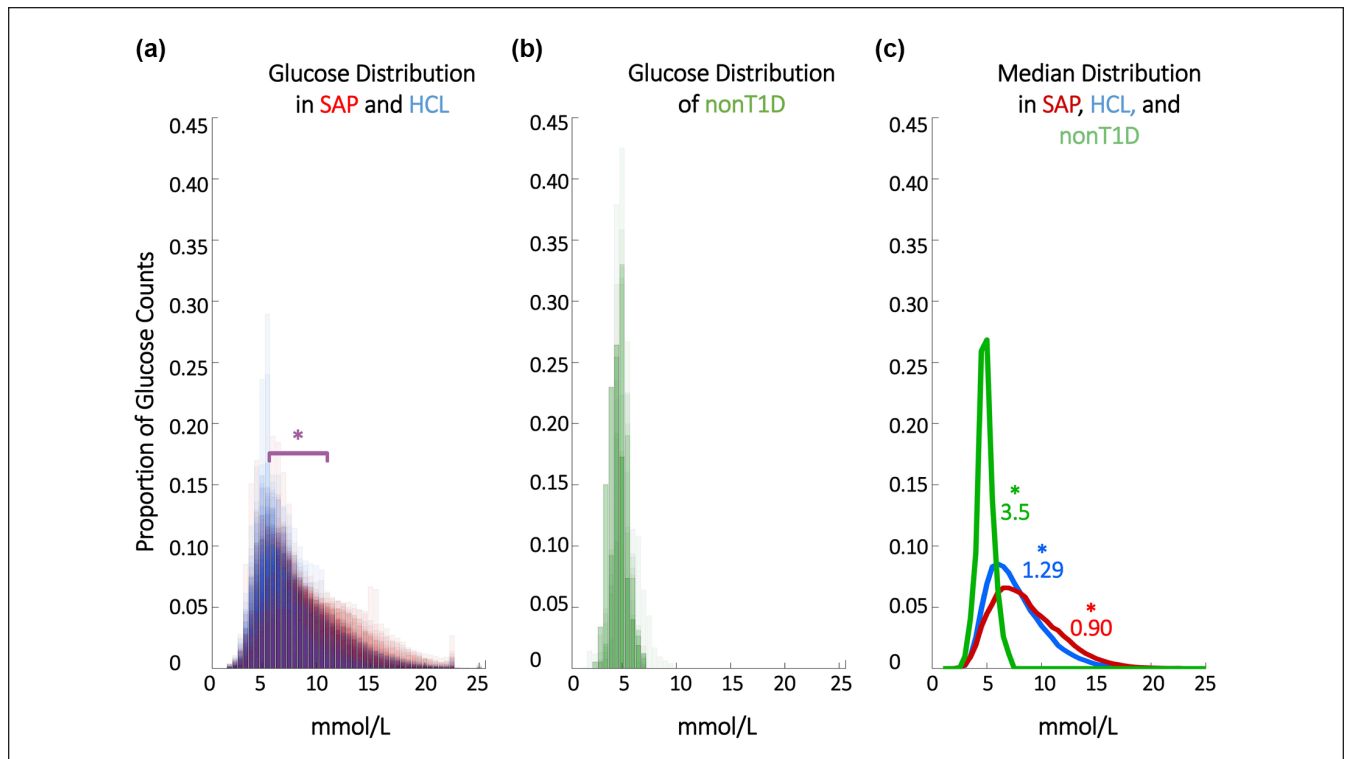 (a)
Glucose Distribution
in SAP and HCL
Proportion of Glucose Counts
0.45
0.40
0.35
0.30
0.25
0.20
0.15
0.10
0.05
0
*
0 5 10 15 20 25
mmol/L
(b)
Glucose Distribution
of nonT1D
0.45
0.40
0.35
0.30
0.25
0.20
0.15
0.10
0.05
0
0 5 10 15 20 25
mmol/L
(c)
Median Distribution
in SAP, HCL, and
nonT1D
0.45
0.40
0.35
0.30
0.25
0.20
0.15
0.10
0.05
0
*
3.5
*
1.29
*
0.90
0 5 10 15 20 25
mmol/L